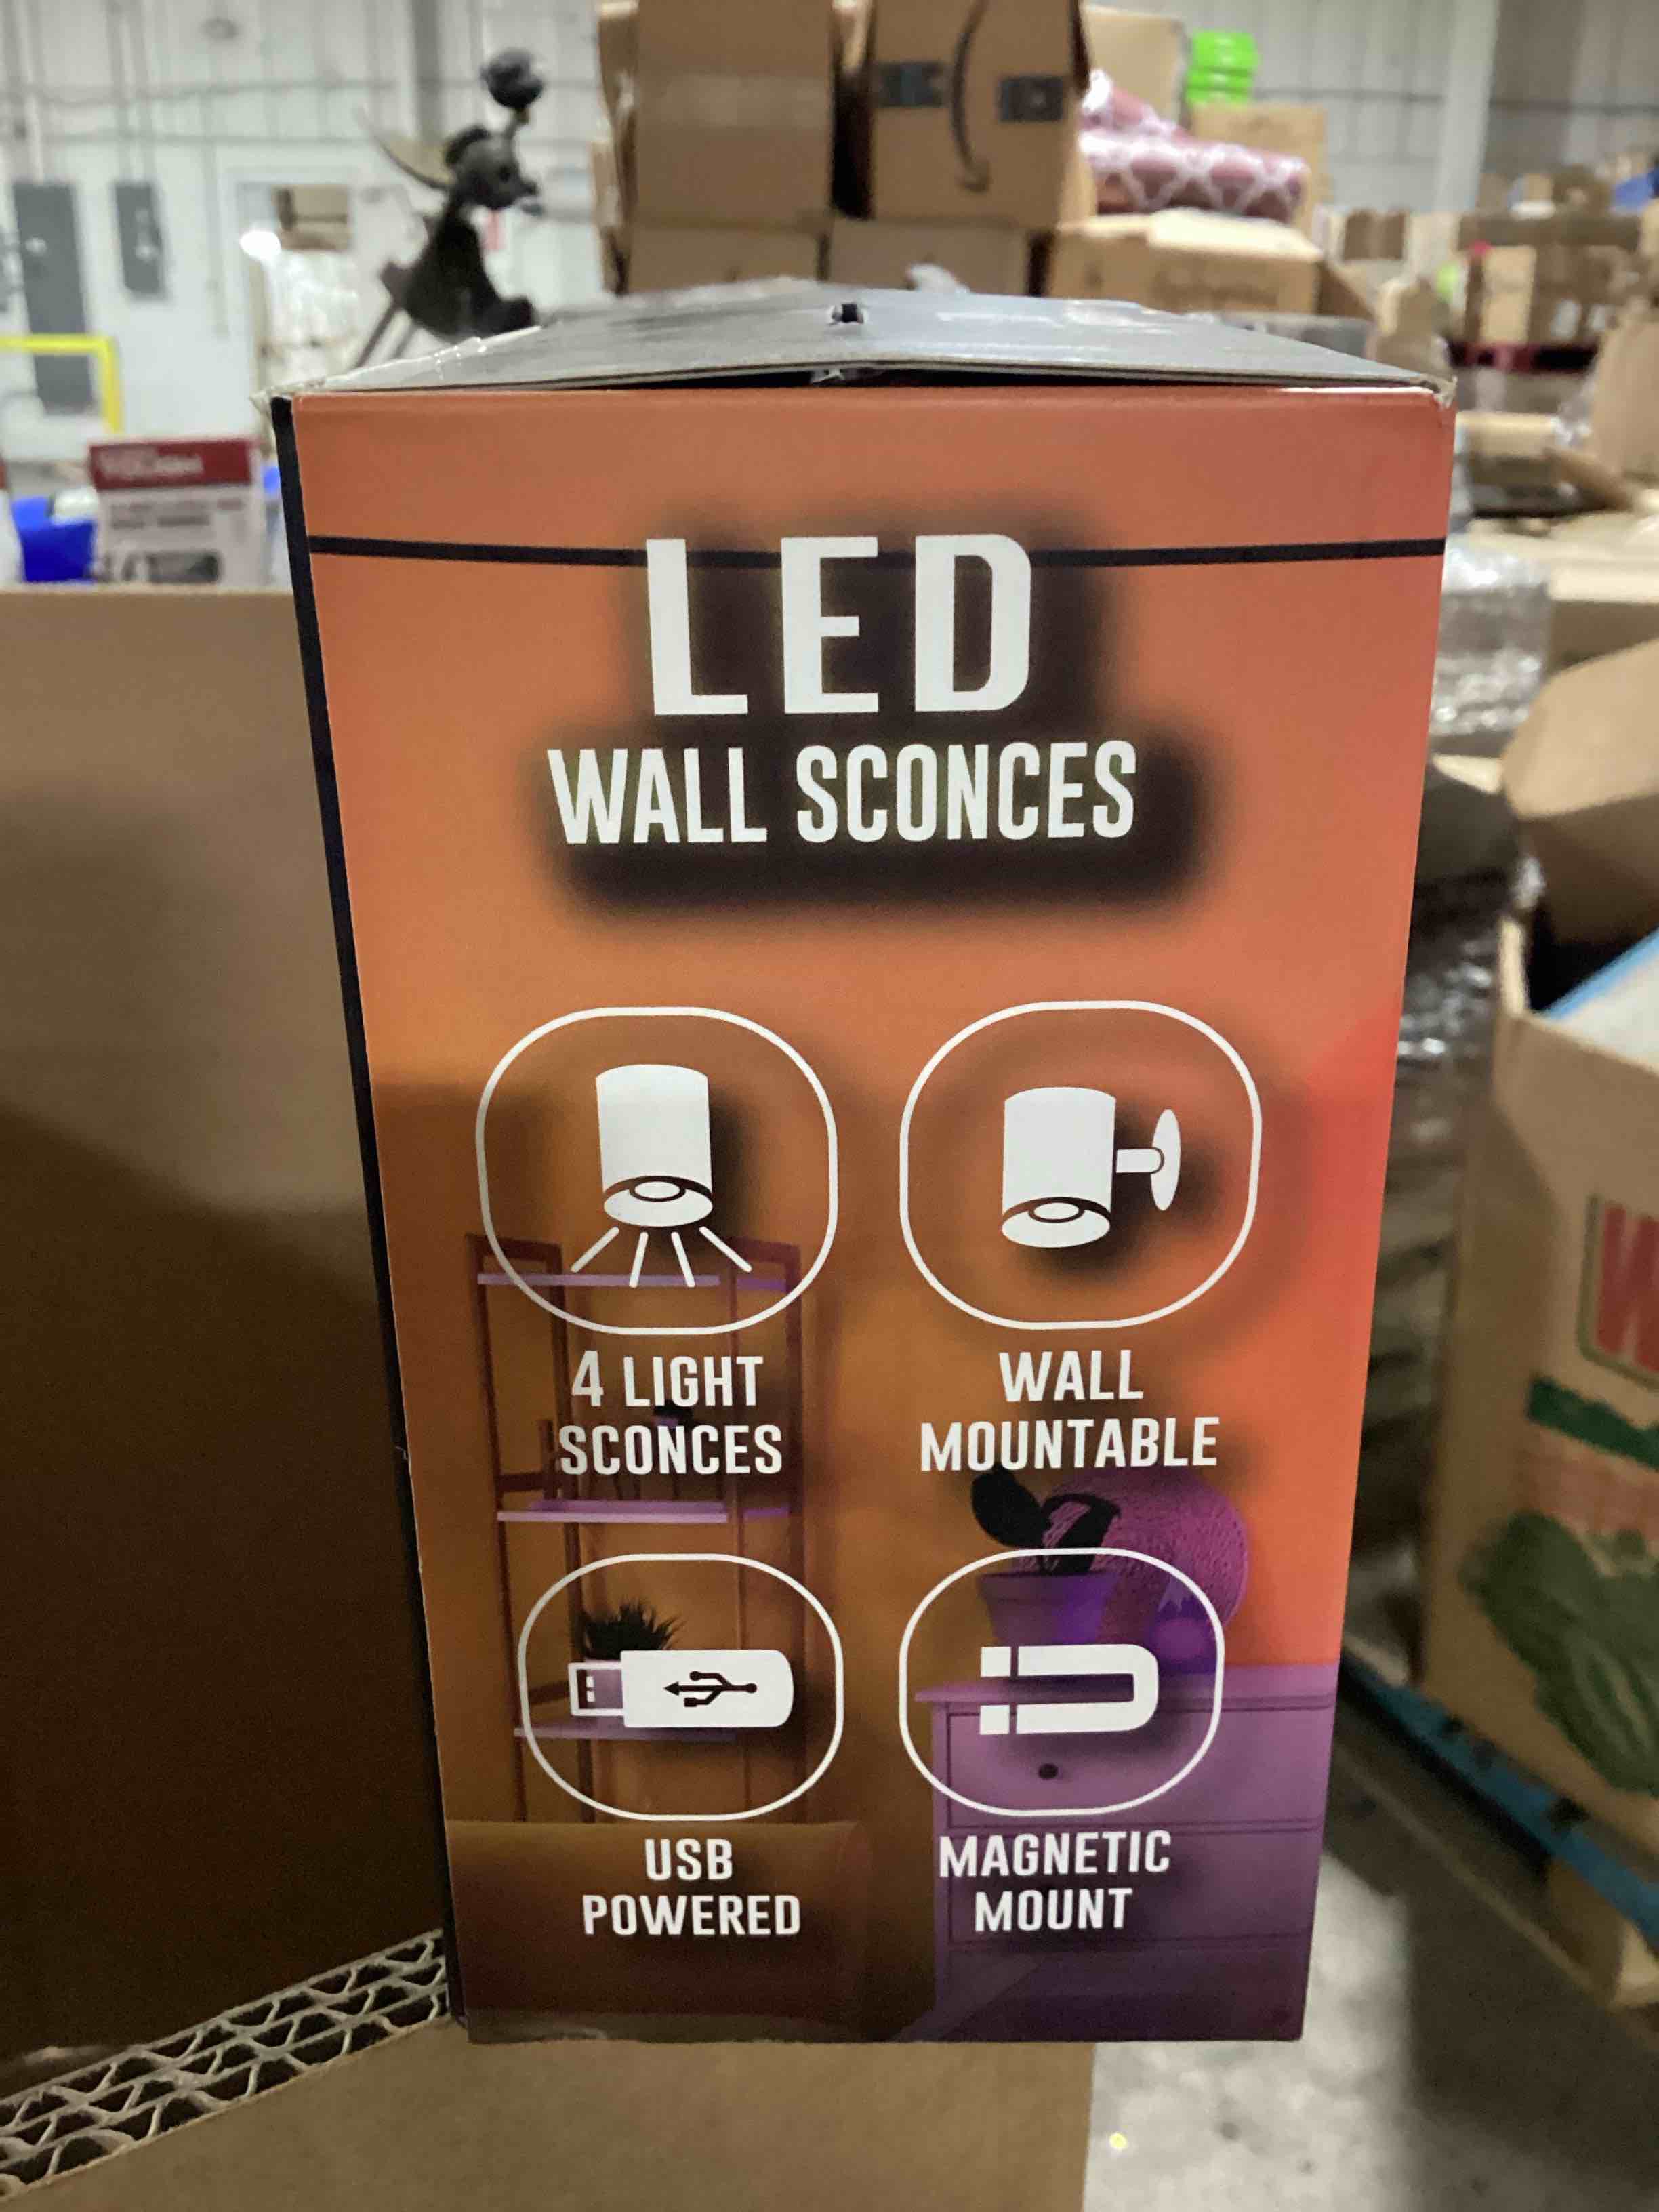 LED
WALL SCONCES
4 LIGHT
SCONCES
WALL
MOUNTABLE
USB
POWERED
MAGNETIC
MOUNT